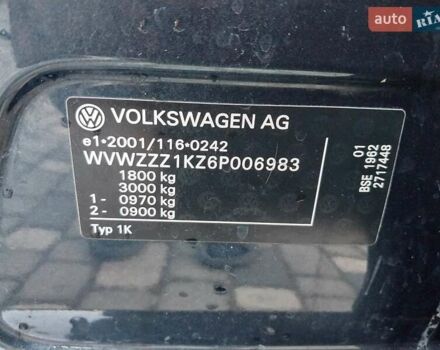 auto RIA
VOLKSWAGEN AG
e1*2001/116*0242
WVWZZZ1KZ6P006983
1800 kg
3000 kg
1 - 0970 kg
2 - 0900 kg
Typ 1K
01
BSE 1962
2717448